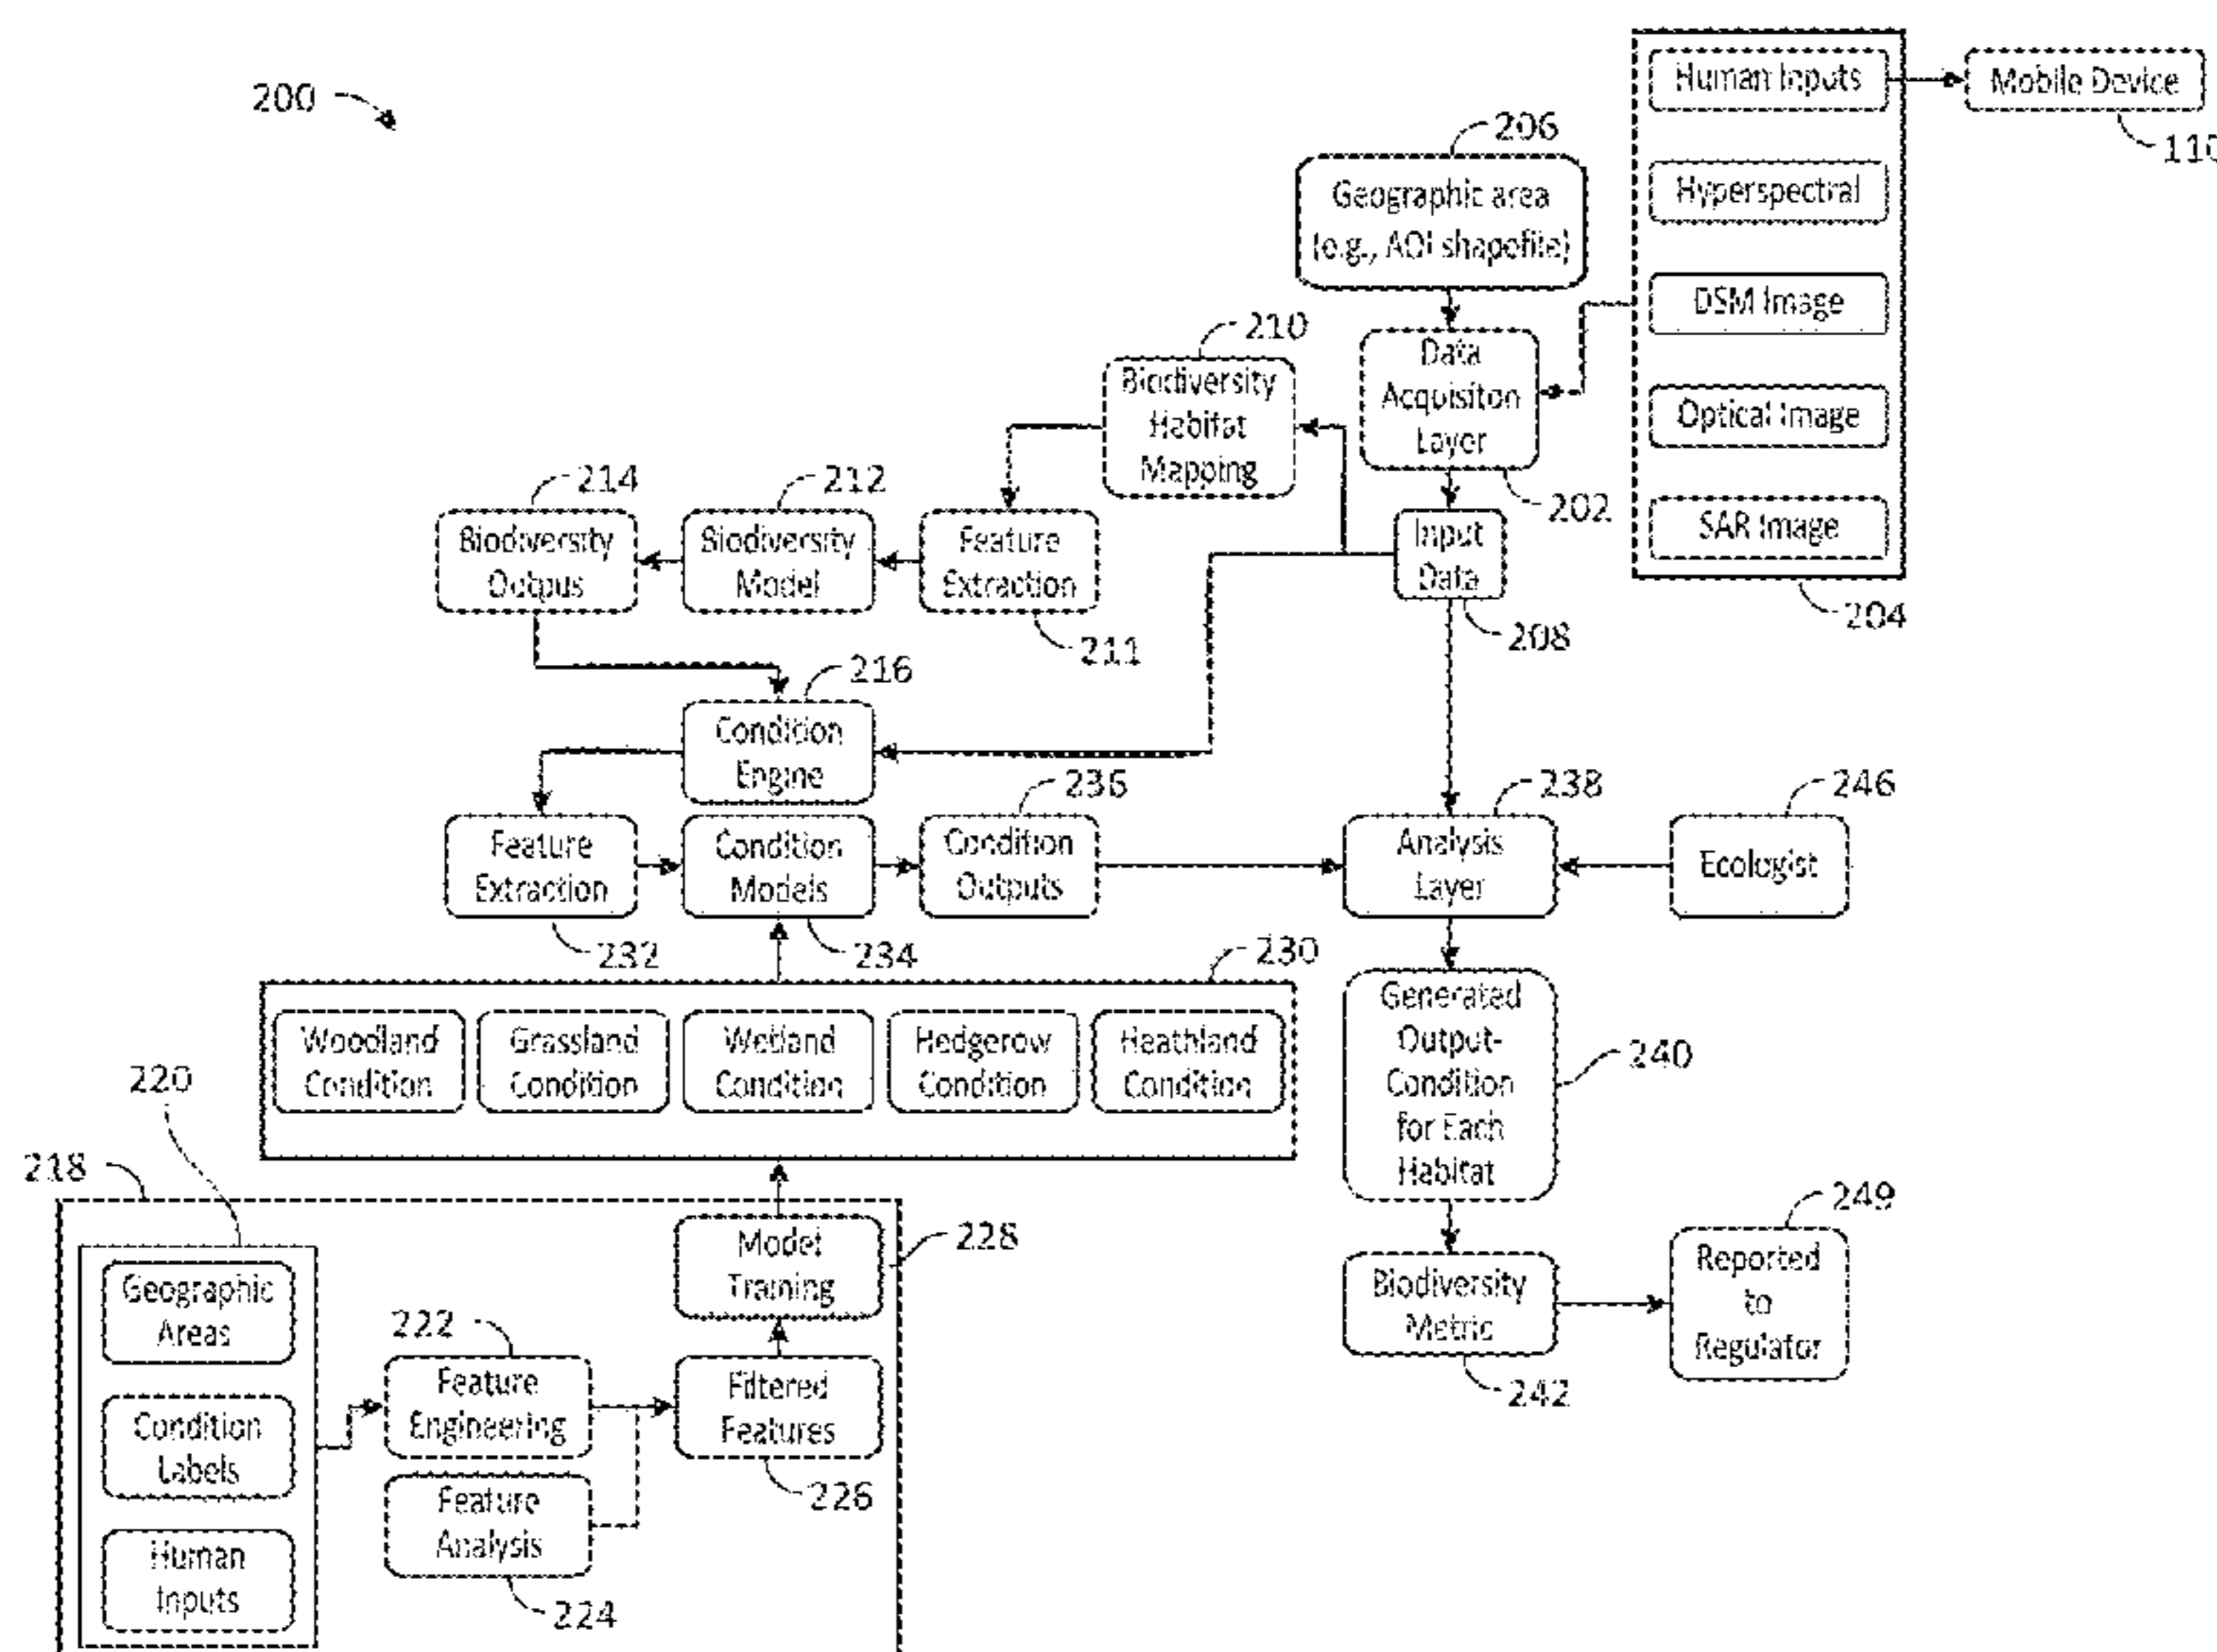 200
Human Inputs
Mobile Device
110
206
Geographic area
(e.g., AOI shapefile)
Hyperspectral
DSM Image
210
Biodiversity
Habitat
Mapping
Data
Acquisiton
Layer
202
Optical Image
SAR Image
204
214
Biodiversity
Outpus
212
Biodiversity
Model
Feature
Extraction
211
Input
Data
208
216
Condition
Engine
236
238
246
Feature
Extraction
232
Condition
Models
234
Condition
Outputs
Analysis
Layer
Ecologist
230
Woodland
Condition
Grassland
Condition
Wetland
Condition
Hedgerow
Condition
Heathland
Condition
Generated
Output-
Condition
for Each
Habitat
240
220
218
Geographic
Areas
Condition
Labels
Human
Inputs
222
Feature
Engineering
Feature
Analysis
224
Model
Training
228
Filtered
Features
226
Biodiversity
Metric
242
249
Reported
to
Regulator